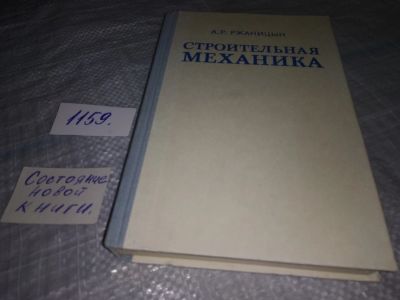 А.Р. РЖАНИЦЫН
СТРОИТЕЛЬНАЯ
МЕХАНИКА
1159.
Состояние
новой
книги.